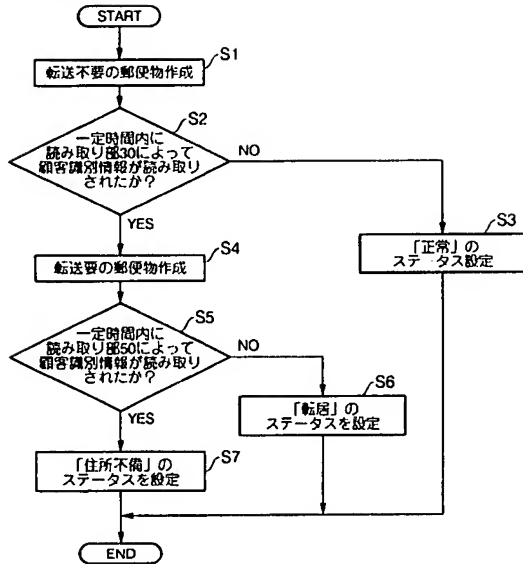 START
S1
転送不要の郵便物作成
S2
一定時間内に
読み取り部30によって
顧客識別情報が読み取り
されたか?
NO
YES
S3
「正常」の
ステータス設定
S4
転送要の郵便物作成
S5
一定時間内に
読み取り部50によって
顧客識別情報が読み取り
されたか?
NO
YES
S6
「転居」の
ステータスを設定
S7
「住所不備」の
ステータスを設定
END